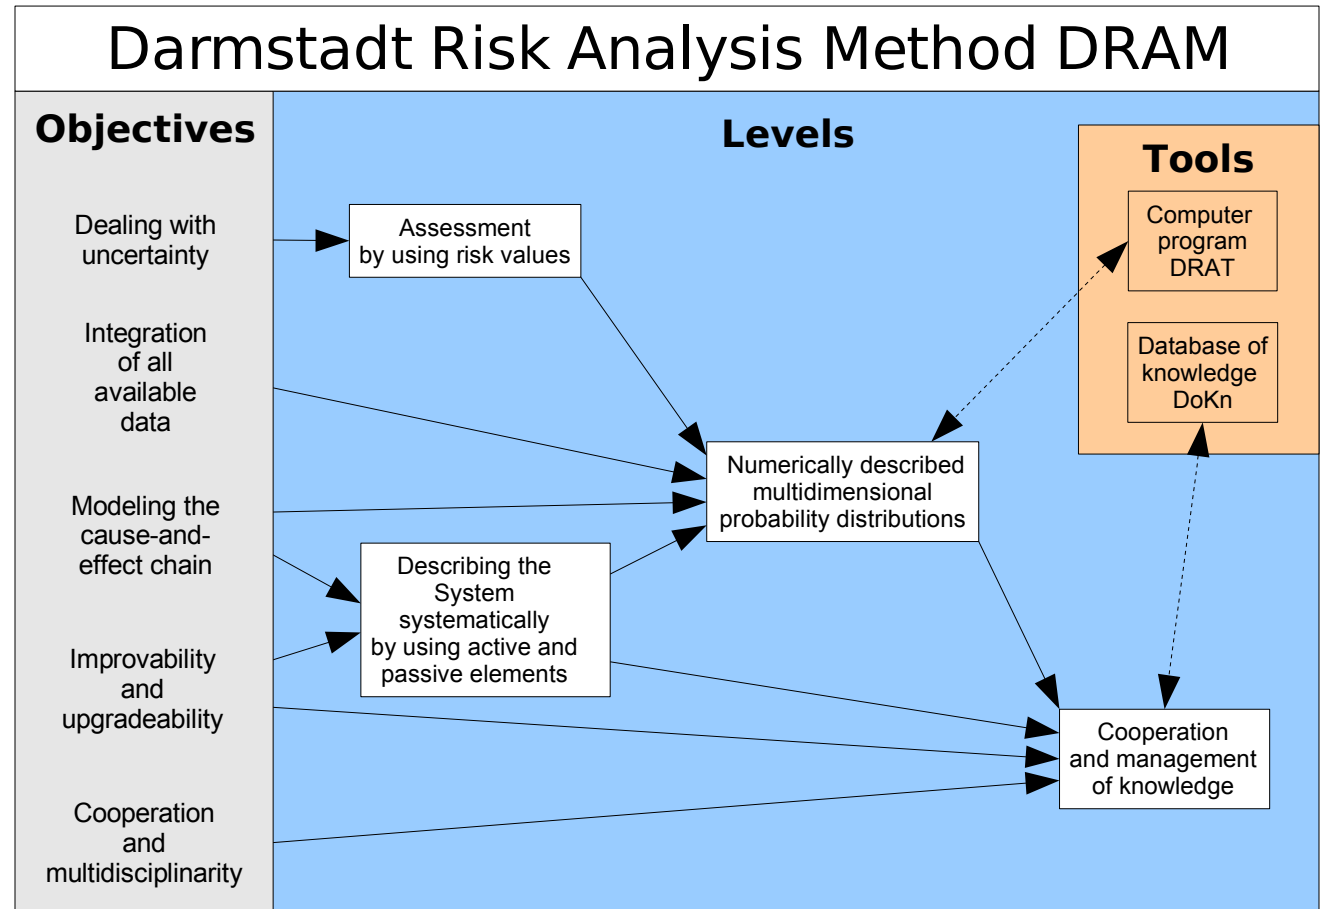 Darmstadt Risk Analysis Method DRAM
Objectives
Dealing with
uncertainty
Integration
of all
available
data
Modeling the
cause-and-
effect chain
Improvability
and
upgradeability
Cooperation
and
multidisciplinarity
Levels
Assessment
by using risk values
Numerically described
multidimensional
probability distributions
Describing the
System
systematically
by using active and
passive elements
Cooperation
and management
of knowledge
Tools
Computer
program
DRAT
Database of
knowledge
DoKn